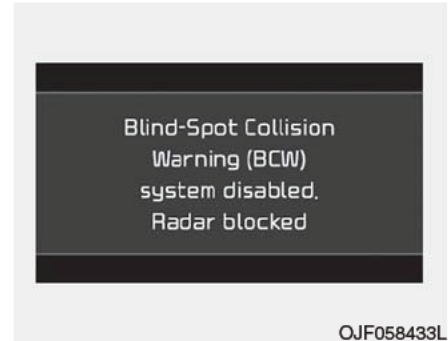 Blind-Spot Collision
Warning (BCW)
system disabled.
Radar blocked
OJF058433L